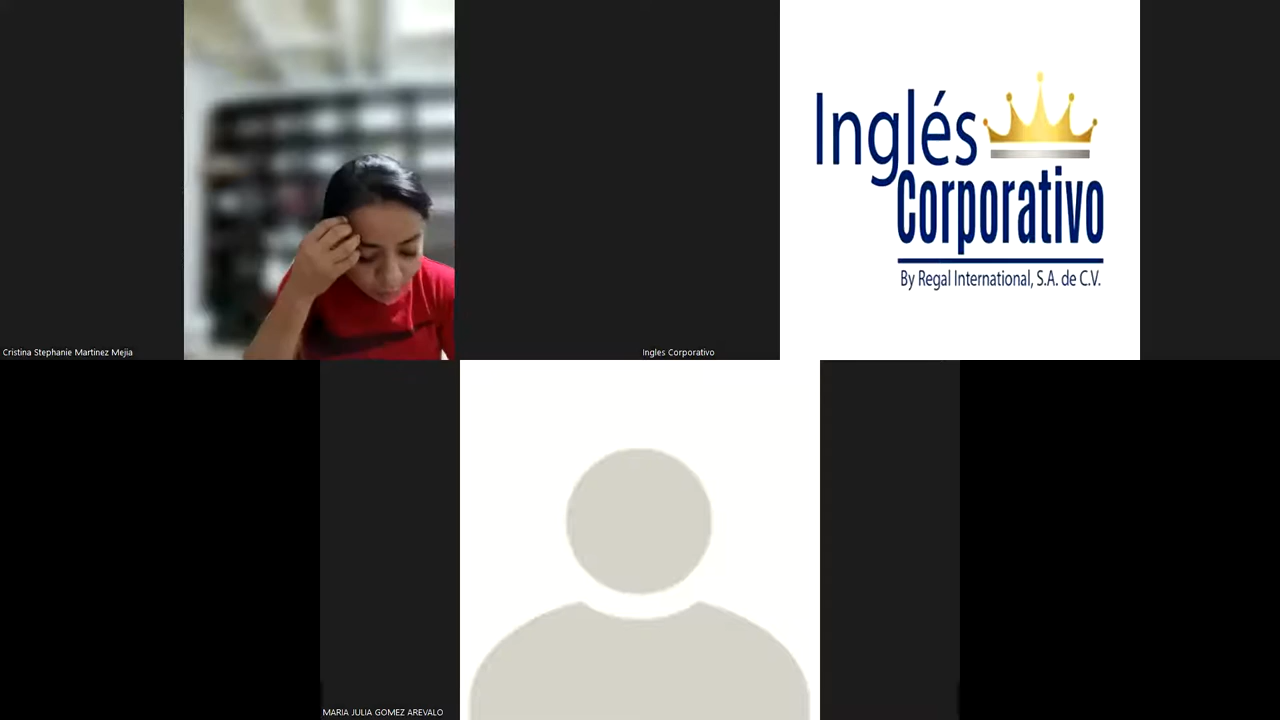 Inglés
Corporativo
By Regal International, S.A. de C.V.
Cristina Stephanie Martinez Mejia
Ingles Corporativo
MARIA JULIA GOMEZ AREVALO